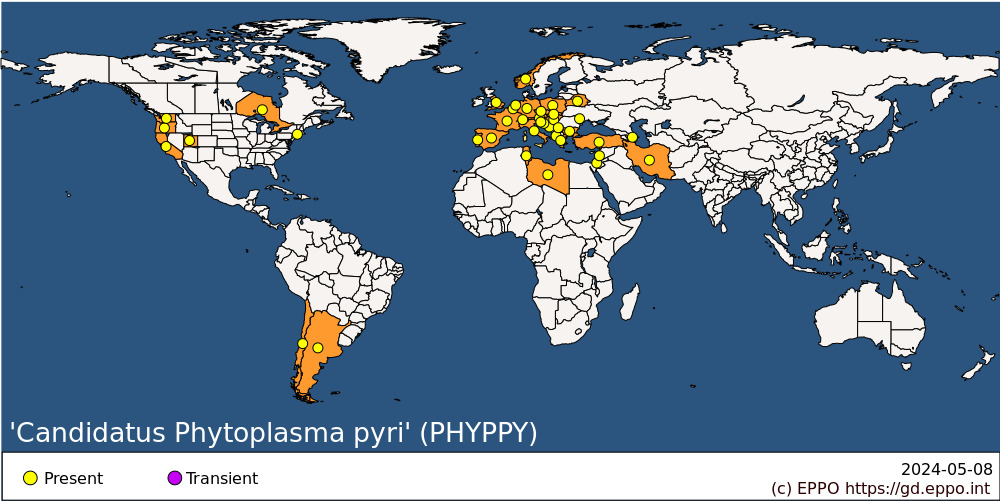 'Candidatus Phytoplasma pyri' (PHYPPY)
Present
Transient
2024-05-08
(c) EPPO https://gd.eppo.int